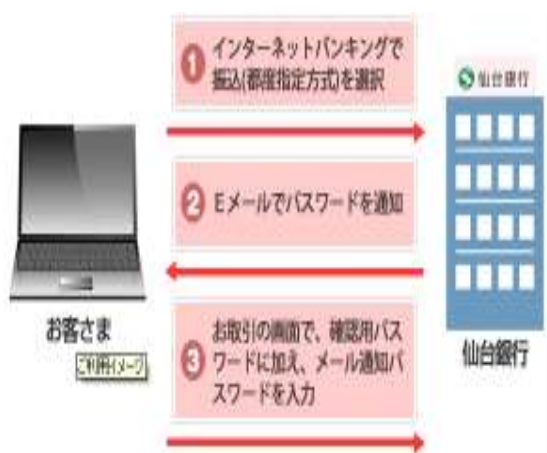 1 インターネットバンキングで
振込(都度指定方式)を選択
仙台銀行
2 Eメールでパスワードを通知
お客さま
ご利用イメージ
3 お取引の画面で、確認用パス
ワードに加え、メール通知パ
スワードを入力
仙台銀行